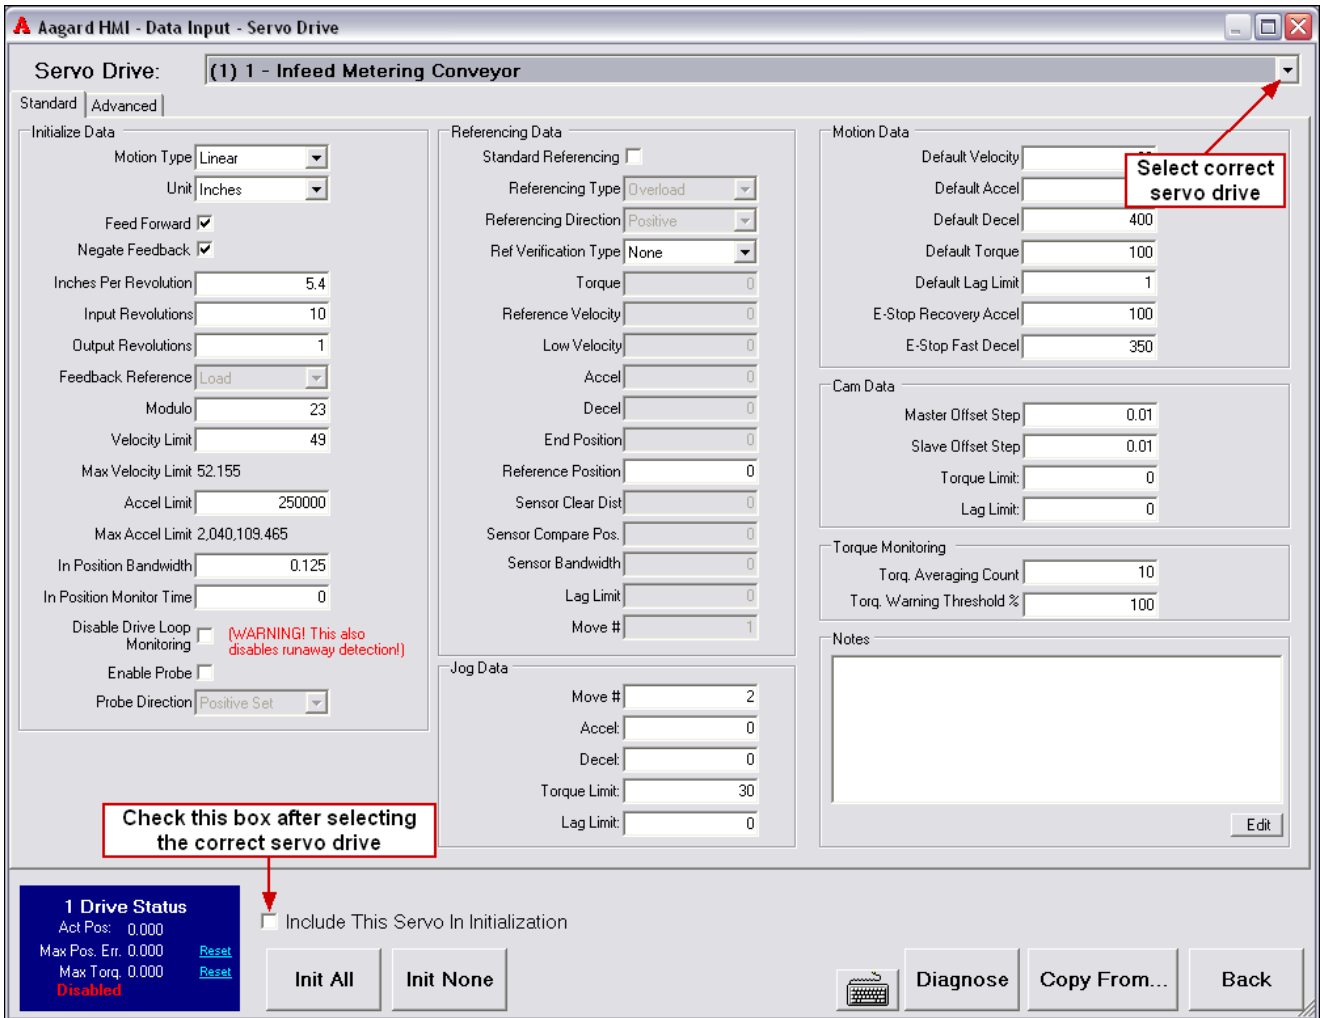 Aagard HMI - Data Input - Servo Drive
Servo Drive: (1) 1 - Infeed Metering Conveyor
Standard Advanced
Initialize Data
Motion Type Linear
Unit Inches
Feed Forward
Negate Feedback
Inches Per Revolution 5.4
Input Revolutions 10
Output Revolutions 1
Feedback Reference Load
Modulo 23
Velocity Limit 49
Max Velocity Limit 52.155
Accel Limit 250000
Max Accel Limit 2,040,109.465
In Position Bandwidth 0.125
In Position Monitor Time 0
Disable Drive Loop
Monitoring
(WARNING! This also
disables runaway detection!)
Enable Probe
Probe Direction Positive Set
Referencing Data
Standard Referencing
Referencing Type Overload
Referencing Direction Positive
Ref Verification Type None
Torque 0
Reference Velocity 0
Low Velocity 0
Accel 0
Decel 0
End Position 0
Reference Position 0
Sensor Clear Dist 0
Sensor Compare Pos. 0
Sensor Bandwidth 0
Lag Limit 0
Move # 1
Jog Data
Move # 2
Accel: 0
Decel: 0
Torque Limit: 30
Lag Limit: 0
Motion Data
Default Velocity
Default Accel
Default Decel 400
Default Torque 100
Default Lag Limit 1
E-Stop Recovery Accel 100
E-Stop Fast Decel 350
Select correct
servo drive
Cam Data
Master Offset Step 0.01
Slave Offset Step 0.01
Torque Limit: 0
Lag Limit: 0
Torque Monitoring
Torq. Averaging Count 10
Torq. Warning Threshold % 100
Notes
Edit
Check this box after selecting
the correct servo drive
1 Drive Status
Act Pos: 0.000
Max Pos. Err. 0.000 Reset
Max Torq. 0.000 Reset
Disabled
Include This Servo In Initialization
Init All
Init None
Diagnose
Copy From...
Back